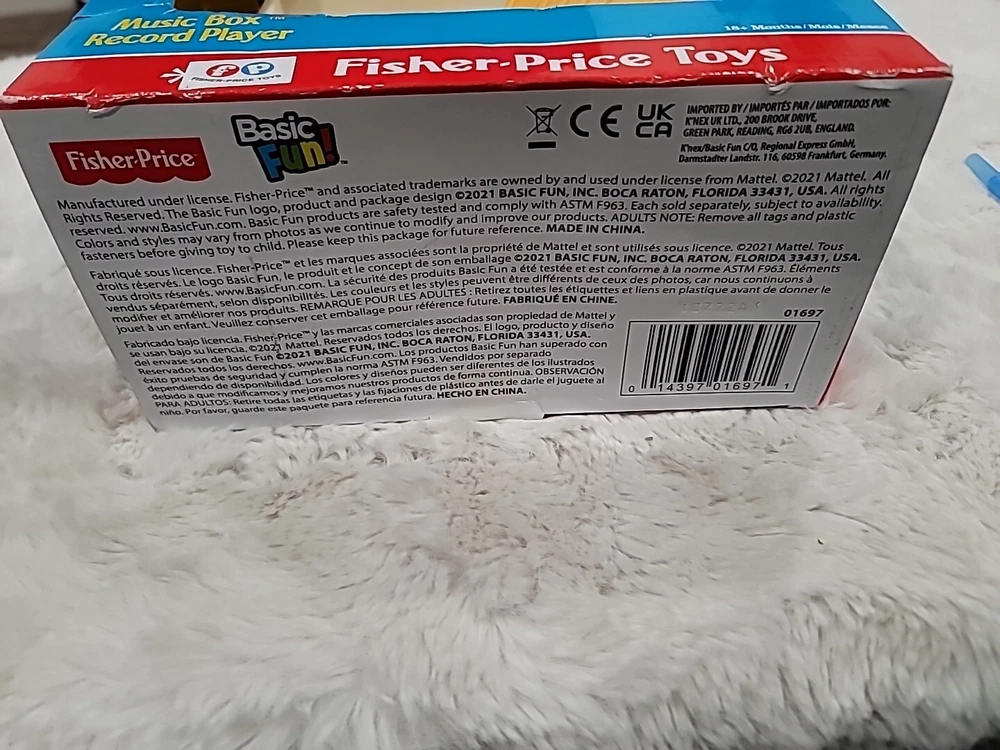 Music Box ™
Record Player
18+ Months/Mois/Meses
FISHER-PRICE TOYS
Fisher-Price Toys
Fisher-Price
Basic
Fun!™
CE
UK
CA
IMPORTED BY / IMPORTÉS PAR / IMPORTADOS POR:
K'NEX UK LTD., 200 BROOK DRIVE,
GREEN PARK, READING, RG6 2UB, ENGLAND.
K'nex/Basic Fun C/O, Regional Express GmbH,
Darmstadter Landstr. 116, 60598 Frankfurt, Germany.
Manufactured under license. Fisher-Price™ and associated trademarks are owned by and used under license from Mattel. ©2021 Mattel. All
Rights Reserved. The Basic Fun logo, product and package design ©2021 BASIC FUN, INC. BOCA RATON, FLORIDA 33431, USA. All rights
reserved. www.BasicFun.com. Basic Fun products are safety tested and comply with ASTM F963. Each sold separately, subject to availability.
Colors and styles may vary from photos as we continue to modify and improve our products. ADULTS NOTE: Remove all tags and plastic
fasteners before giving toy to child. Please keep this package for future reference. MADE IN CHINA.
Fabriqué sous licence. Fisher-Price™ et les marques associées sont la propriété de Mattel et sont utilisés sous licence. ©2021 Mattel. Tous
droits réservés. Le logo Basic Fun, le produit et le concept de son emballage ©2021 BASIC FUN, INC. BOCA RATON, FLORIDA 33431, USA.
Tous droits réservés. www.BasicFun.com. La sécurité des produits Basic Fun a été testée et est conforme à la norme ASTM F963. Éléments
vendus séparément, selon disponibilités. Les couleurs et les styles peuvent être différents de ceux des photos, car nous continuons à
modifier et améliorer nos produits. REMARQUE POUR LES ADULTES : Retirez toutes les étiquettes et liens en plastique avant de donner le
jouet à un enfant. Veuillez conserver cet emballage pour référence future. FABRIQUÉ EN CHINE.
Fabricado bajo licencia. Fisher-Price™ y las marcas comerciales asociadas son propiedad de Mattel y
se usan bajo su licencia. ©2021 Mattel. Reservados todos los derechos. El logo, producto y diseño
del envase son de Basic Fun ©2021 BASIC FUN, INC. BOCA RATON, FLORIDA 33431, USA.
Reservados todos los derechos. www.BasicFun.com. Los productos Basic Fun han superado con
éxito pruebas de seguridad y cumplen la norma ASTM F963. Vendidos por separado
dependiendo de disponibilidad. Los colores y diseños pueden ser diferentes de los ilustrados
debido a que modificamos y mejoramos nuestros productos de forma continua. OBSERVACIÓN
PARA ADULTOS: Retire todas las etiquetas y las fijaciones de plástico antes de darle el juguete al
niño. Por favor, guarde este paquete para referencia futura. HECHO EN CHINA.
01697
0 14397 01697 1